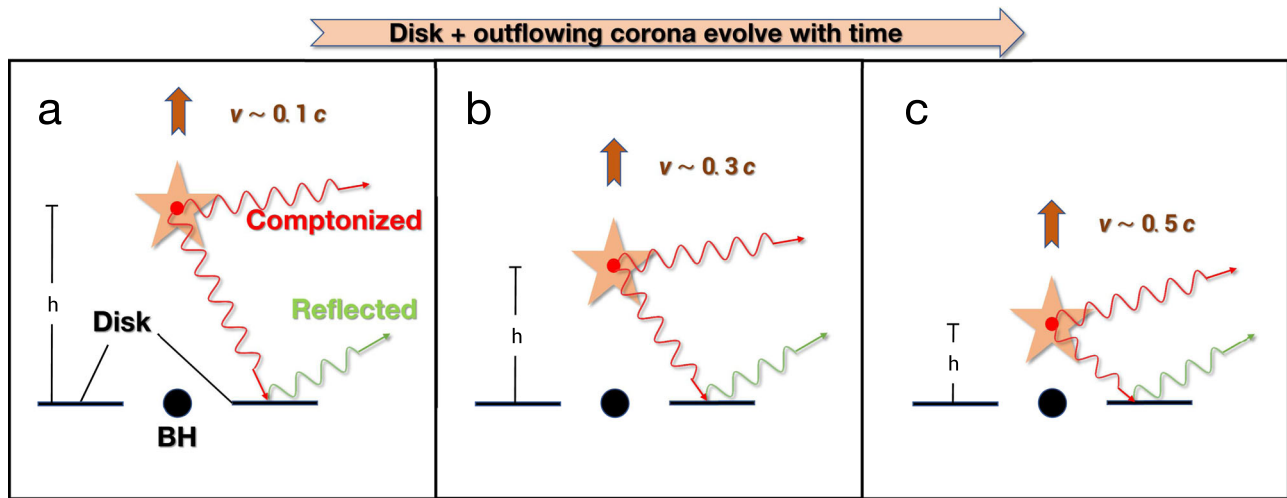 Disk + outflowing corona evolve with time
a
v ~ 0.1 c
Comptonized
h
Reflected
Disk
BH
b
v ~ 0.3 c
h
c
v ~ 0.5 c
h